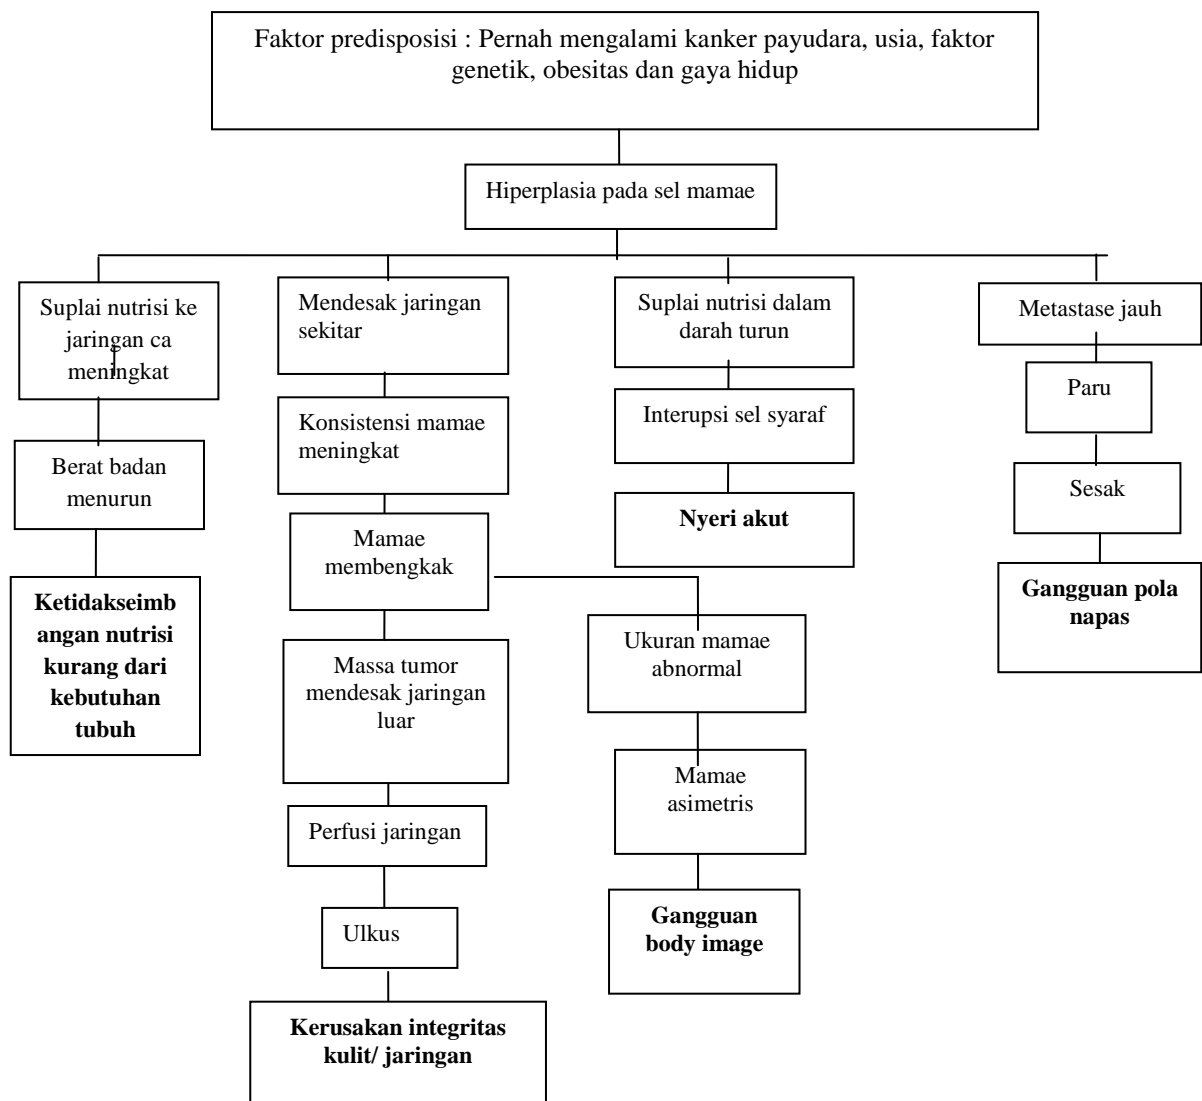 Faktor predisposisi : Pernah mengalami kanker payudara, usia, faktor
genetik, obesitas dan gaya hidup
Hiperplasia pada sel mamae
Suplai nutrisi ke
jaringan ca
meningkat
Mendesak jaringan
sekitar
Suplai nutrisi dalam
darah turun
Metastase jauh
Berat badan
menurun
Konsistensi mamae
meningkat
Interupsi sel syaraf
Paru
Ketidakseimb
angan nutrisi
kurang dari
kebutuhan
tubuh
Mamae
membengkak
Nyeri akut
Sesak
Massa tumor
mendesak jaringan
luar
Ukuran mamae
abnormal
Gangguan pola
napas
Perfusi jaringan
Mamae
asimetris
Ulkus
Gangguan
body image
Kerusakan integritas
kulit/ jaringan